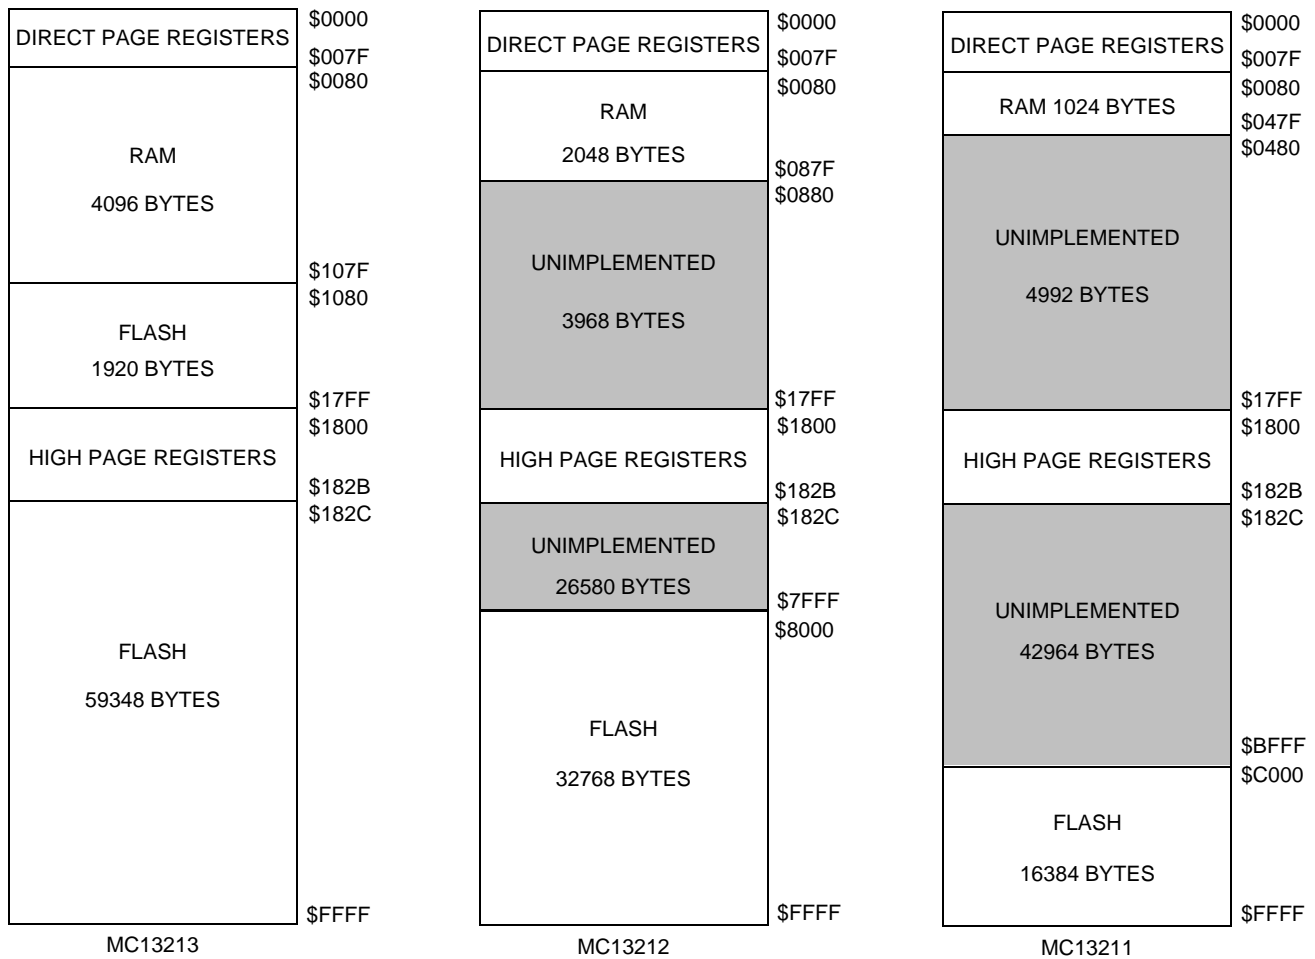 DIRECT PAGE REGISTERS
$0000
$007F
$0080
RAM
4096 BYTES
$107F
$1080
FLASH
1920 BYTES
$17FF
$1800
HIGH PAGE REGISTERS
$182B
$182C
FLASH
59348 BYTES
$FFFF
MC13213
DIRECT PAGE REGISTERS
$0000
$007F
$0080
RAM
2048 BYTES
$087F
$0880
UNIMPLEMENTED
3968 BYTES
$17FF
$1800
HIGH PAGE REGISTERS
$182B
$182C
UNIMPLEMENTED
26580 BYTES
$7FFF
$8000
FLASH
32768 BYTES
$FFFF
MC13212
DIRECT PAGE REGISTERS
$0000
$007F
$0080
RAM 1024 BYTES
$047F
$0480
UNIMPLEMENTED
4992 BYTES
$17FF
$1800
HIGH PAGE REGISTERS
$182B
$182C
UNIMPLEMENTED
42964 BYTES
$BFFF
$C000
FLASH
16384 BYTES
$FFFF
MC13211